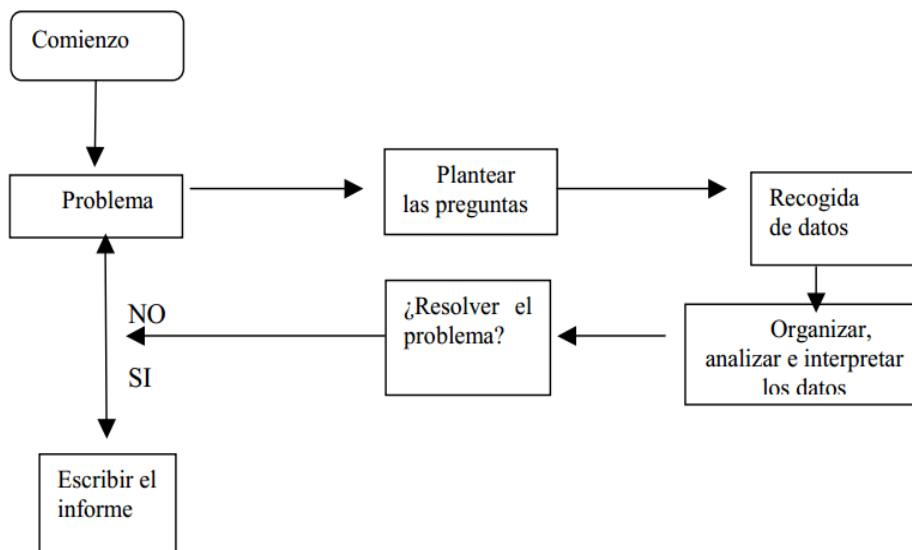 Comienzo
Problema
Plantear
las preguntas
Recogida
de datos
Organizar,
analizar e interpretar
los datos
¿Resolver el
problema?
NO
SI
Escribir el
informe